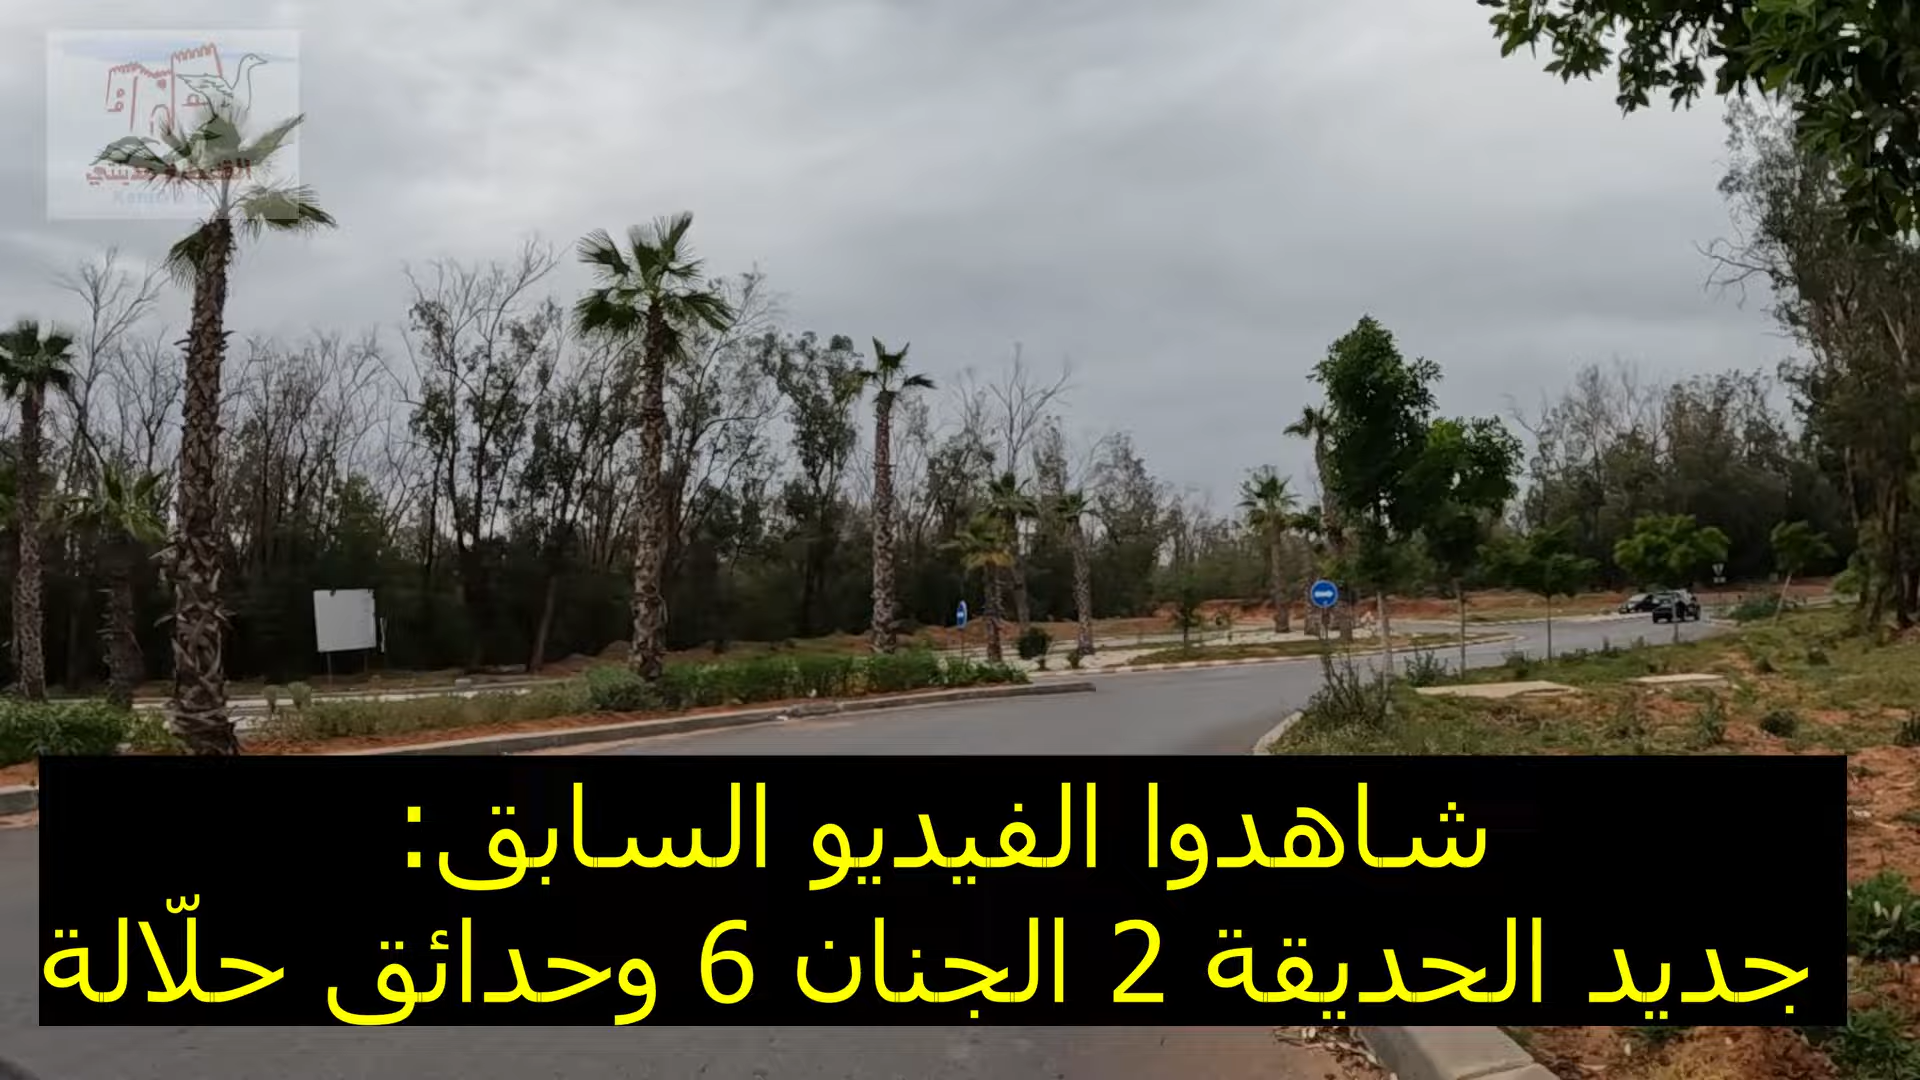 شاهدوا الفيديو السابق:
جديد الحديقة 2 الجنان 6 وحدائق حلّالة